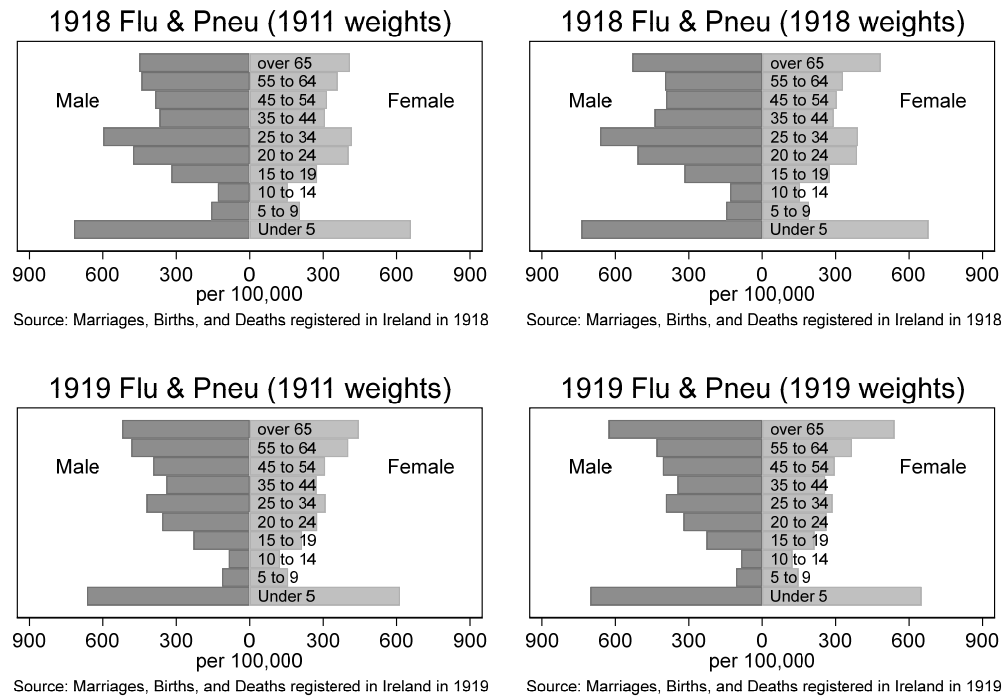 1918 Flu & Pneu (1911 weights)
Male
Female
over 65
55 to 64
45 to 54
35 to 44
25 to 34
20 to 24
15 to 19
10 to 14
5 to 9
Under 5
900 600 300 0 300 600 900
per 100,000
Source: Marriages, Births, and Deaths registered in Ireland in 1918
1918 Flu & Pneu (1918 weights)
Male
Female
over 65
55 to 64
45 to 54
35 to 44
25 to 34
20 to 24
15 to 19
10 to 14
5 to 9
Under 5
900 600 300 0 300 600 900
per 100,000
Source: Marriages, Births, and Deaths registered in Ireland in 1918
1919 Flu & Pneu (1911 weights)
Male
Female
over 65
55 to 64
45 to 54
35 to 44
25 to 34
20 to 24
15 to 19
10 to 14
5 to 9
Under 5
900 600 300 0 300 600 900
per 100,000
Source: Marriages, Births, and Deaths registered in Ireland in 1919
1919 Flu & Pneu (1919 weights)
Male
Female
over 65
55 to 64
45 to 54
35 to 44
25 to 34
20 to 24
15 to 19
10 to 14
5 to 9
Under 5
900 600 300 0 300 600 900
per 100,000
Source: Marriages, Births, and Deaths registered in Ireland in 1919